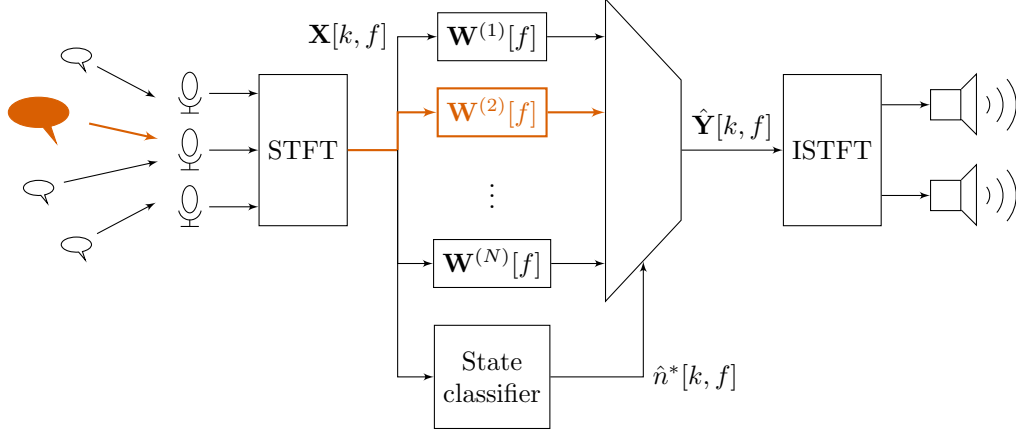 X[k, f]
W⁽¹⁾[f]
W⁽²⁾[f]
STFT
Ŷ[k, f]
ISTFT
⋮
W⁽ᴺ⁾[f]
State
classifier
n̂*[k, f]